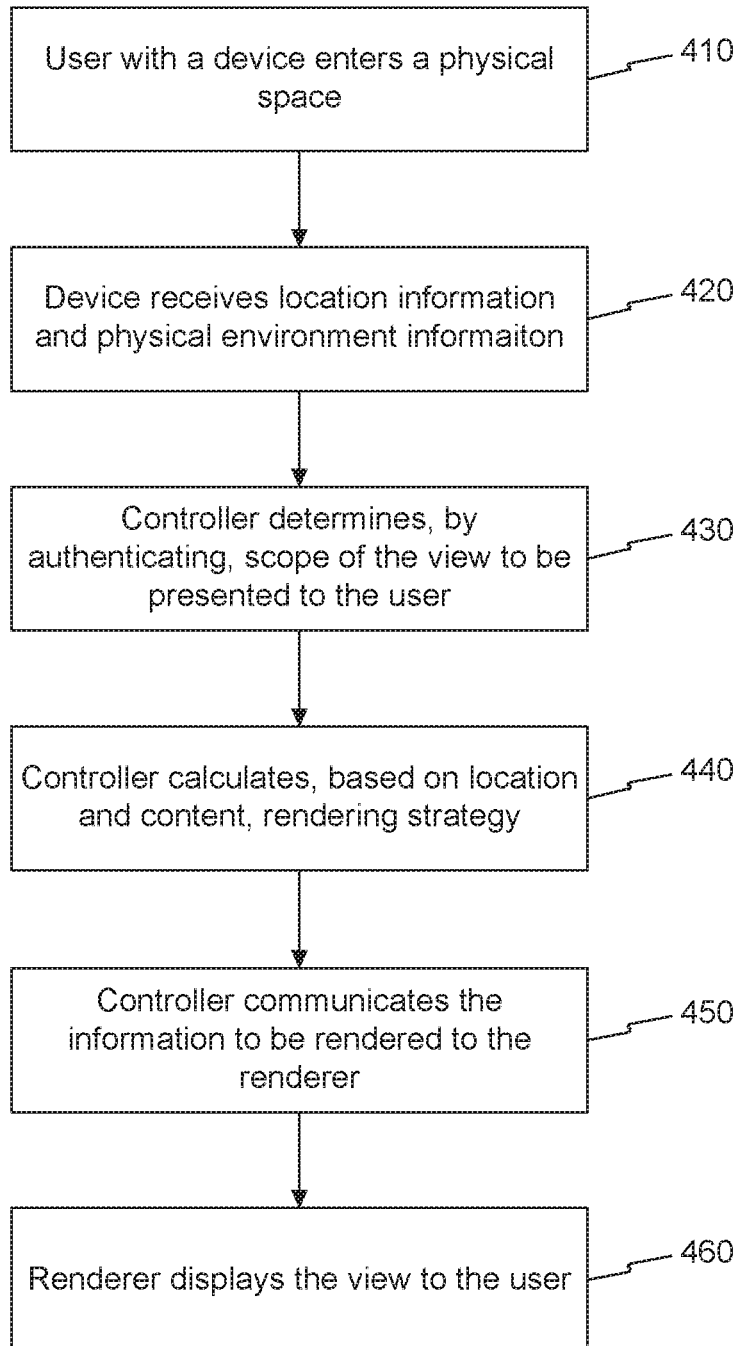 User with a device enters a physical
space
410
Device receives location information
and physical environment informaiton
420
Controller determines, by
authenticating, scope of the view to be
presented to the user
430
Controller calculates, based on location
and content, rendering strategy
440
Controller communicates the
information to be rendered to the
renderer
450
Renderer displays the view to the user
460